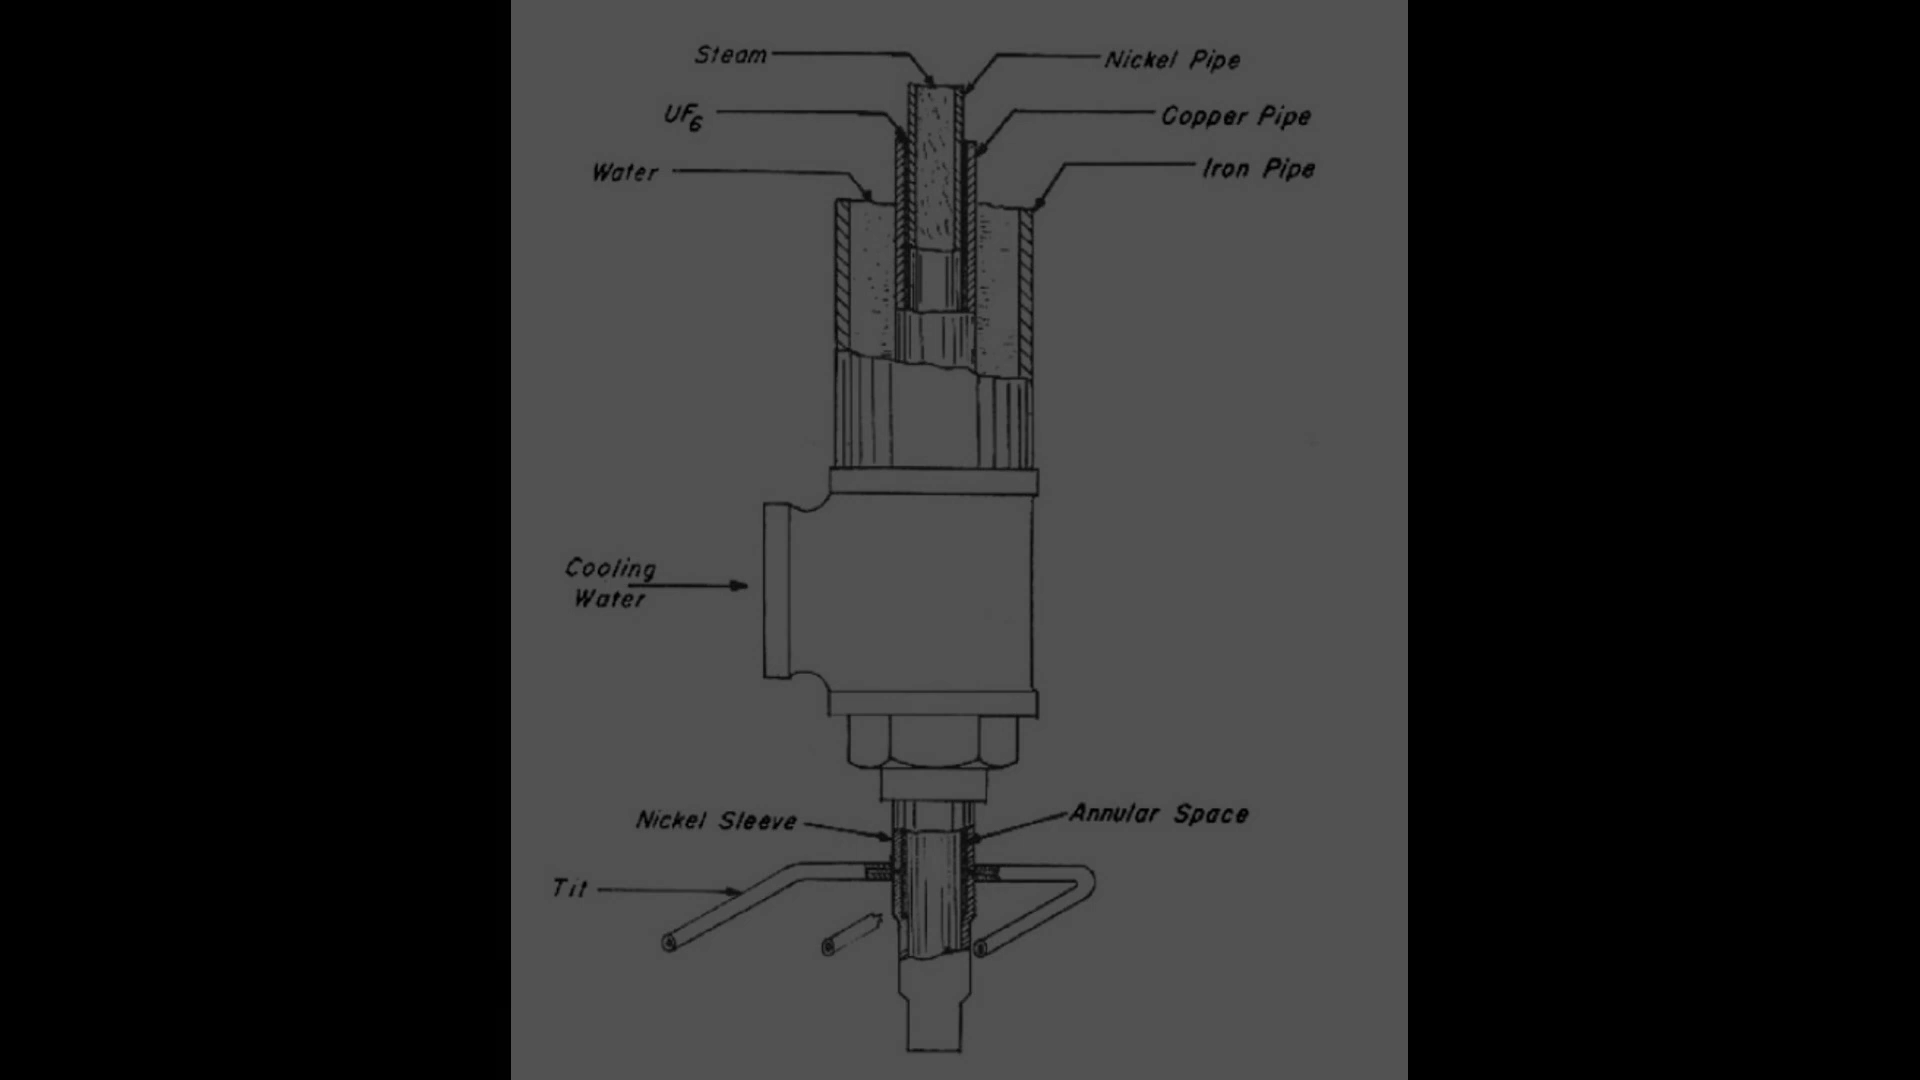 Steam
Nickel Pipe
UF6
Copper Pipe
Water
Iron Pipe
Cooling
Water
Nickel Sleeve
Annular Space
Tit